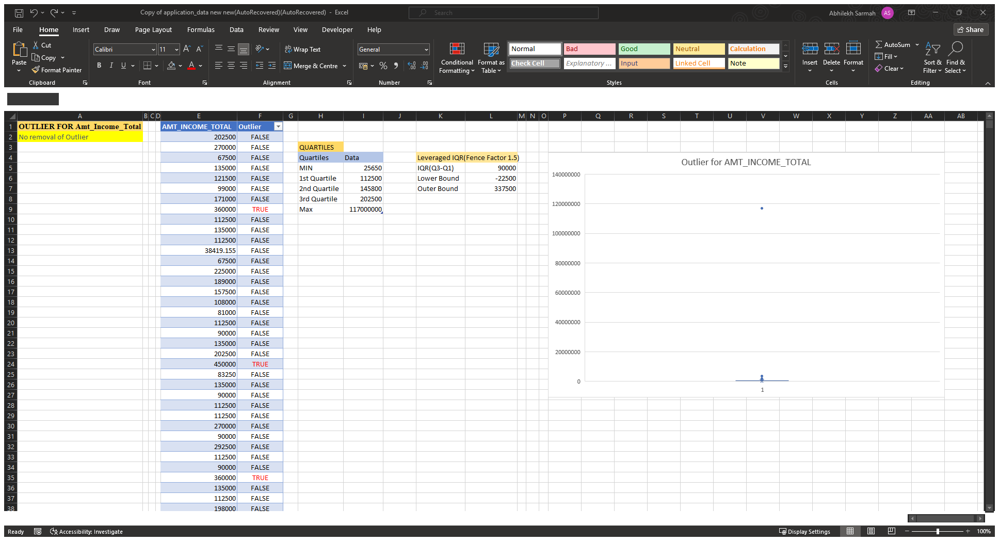 Copy of application_data new new(AutoRecovered)(AutoRecovered) - Excel
Search
Abhilekh Sarmah AS
File Home Insert Draw Page Layout Formulas Data Review View Developer Help
Share
Paste
Cut
Copy
Format Painter
Clipboard
Calibri 11
B I U
Font
Wrap Text
Merge & Centre
Alignment
General
Number
Conditional Formatting
Format as Table
Normal Bad Good Neutral Calculation
Check Cell Explanatory ... Input Linked Cell Note
Styles
Insert Delete Format
Cells
AutoSum
Fill
Clear
Sort & Filter
Find & Select
Editing
A B C D E F G H I J K L M N O P Q R S T U V W X Y Z AA AB
1 OUTLIER FOR Amt_Income_Total AMT_INCOME_TOTAL Outlier
2 No removal of Outlier 202500 FALSE
3 270000 FALSE QUARTILES
4 67500 FALSE Quartiles Data Leveraged IQR(Fence Factor 1.5)
5 135000 FALSE MIN 25650 IQR(Q3-Q1) 90000
6 121500 FALSE 1st Quartile 112500 Lower Bound -22500
7 99000 FALSE 2nd Quartile 145800 Outer Bound 337500
8 171000 FALSE 3rd Quartile 202500
9 360000 TRUE Max 117000000
10 112500 FALSE
11 135000 FALSE
12 112500 FALSE
13 38419.155 FALSE
14 67500 FALSE
15 225000 FALSE
16 189000 FALSE
17 157500 FALSE
18 108000 FALSE
19 81000 FALSE
20 112500 FALSE
21 90000 FALSE
22 135000 FALSE
23 202500 FALSE
24 450000 TRUE
25 83250 FALSE
26 135000 FALSE
27 90000 FALSE
28 112500 FALSE
29 112500 FALSE
30 270000 FALSE
31 90000 FALSE
32 292500 FALSE
33 112500 FALSE
34 90000 FALSE
35 360000 TRUE
36 135000 FALSE
37 112500 FALSE
38 198000 FALSE
Outlier for AMT_INCOME_TOTAL
140000000
120000000
100000000
80000000
60000000
40000000
20000000
0
1
Ready Accessibility: Investigate Display Settings 100%